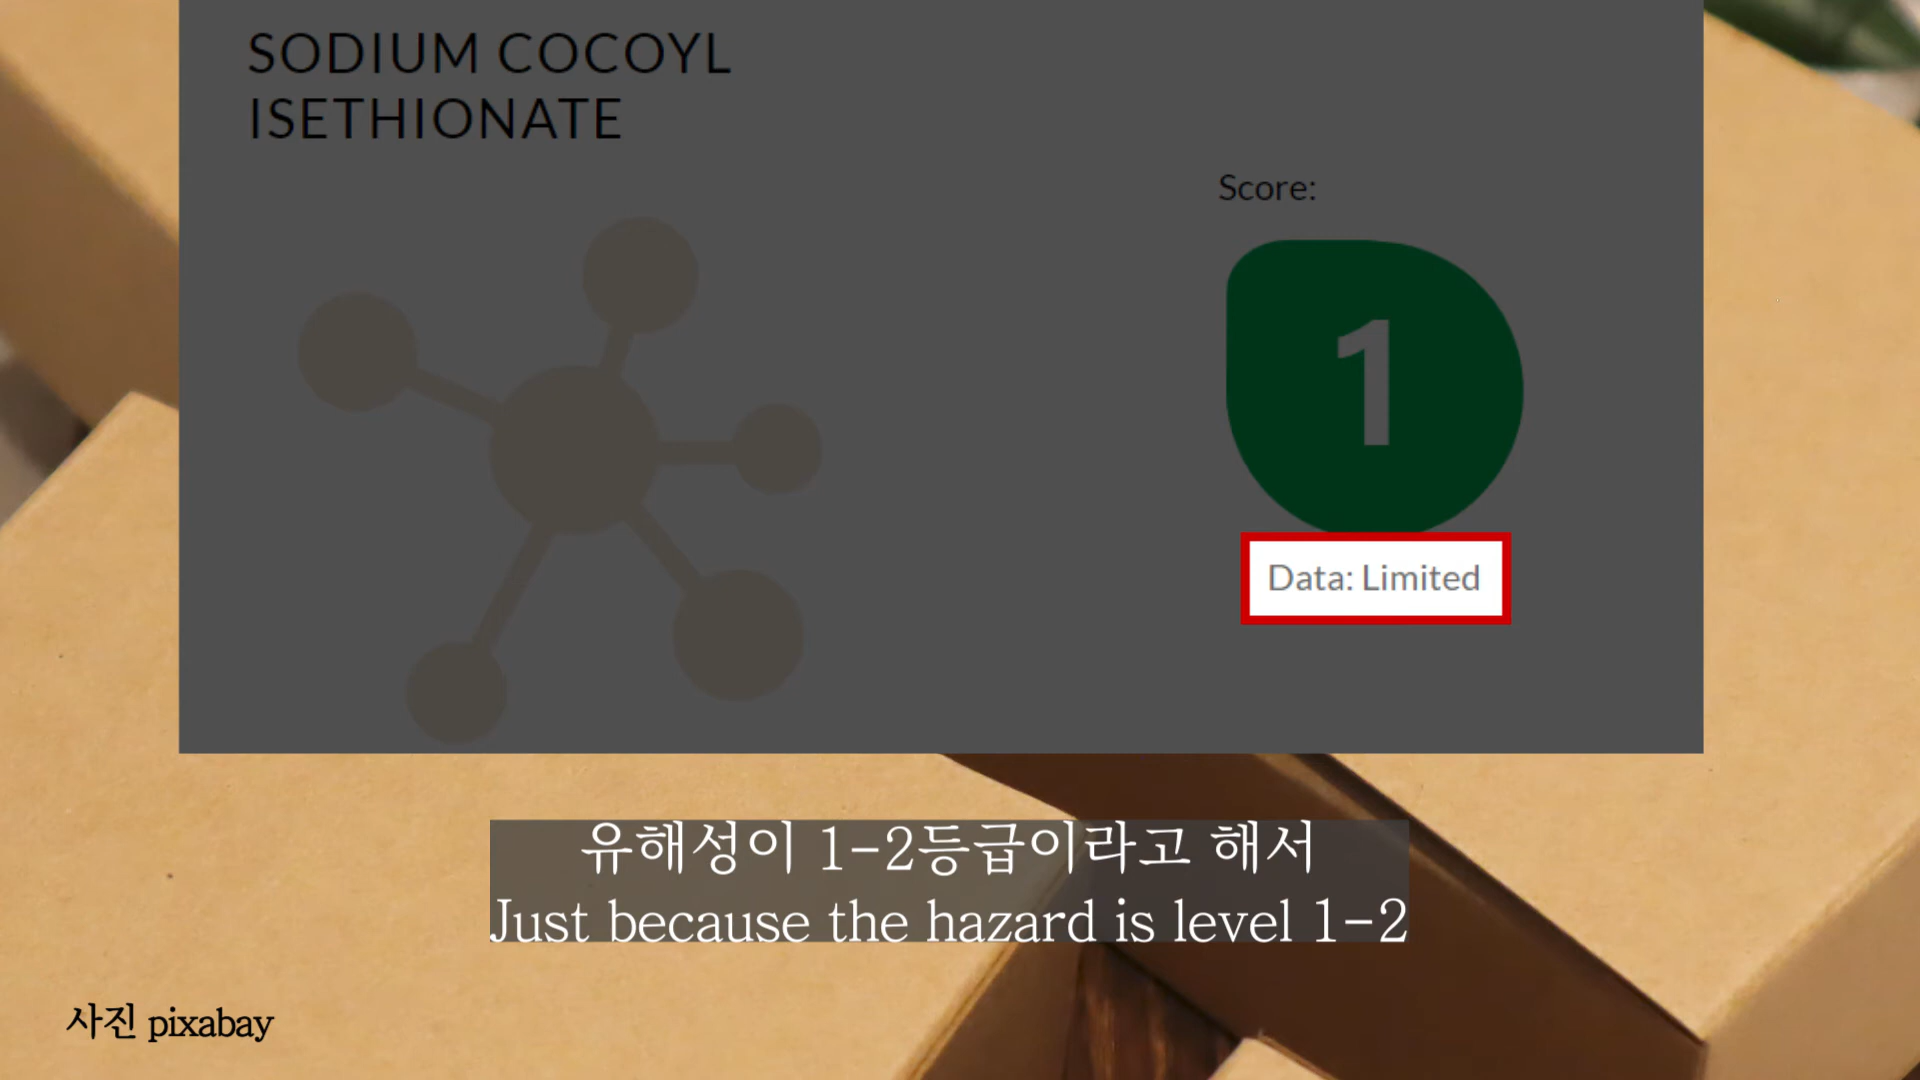 SODIUM COCOYL
ISETHIONATE
Score:
1
Data: Limited
유해성이 1-2등급이라고 해서
Just because the hazard is level 1-2
사진 pixabay